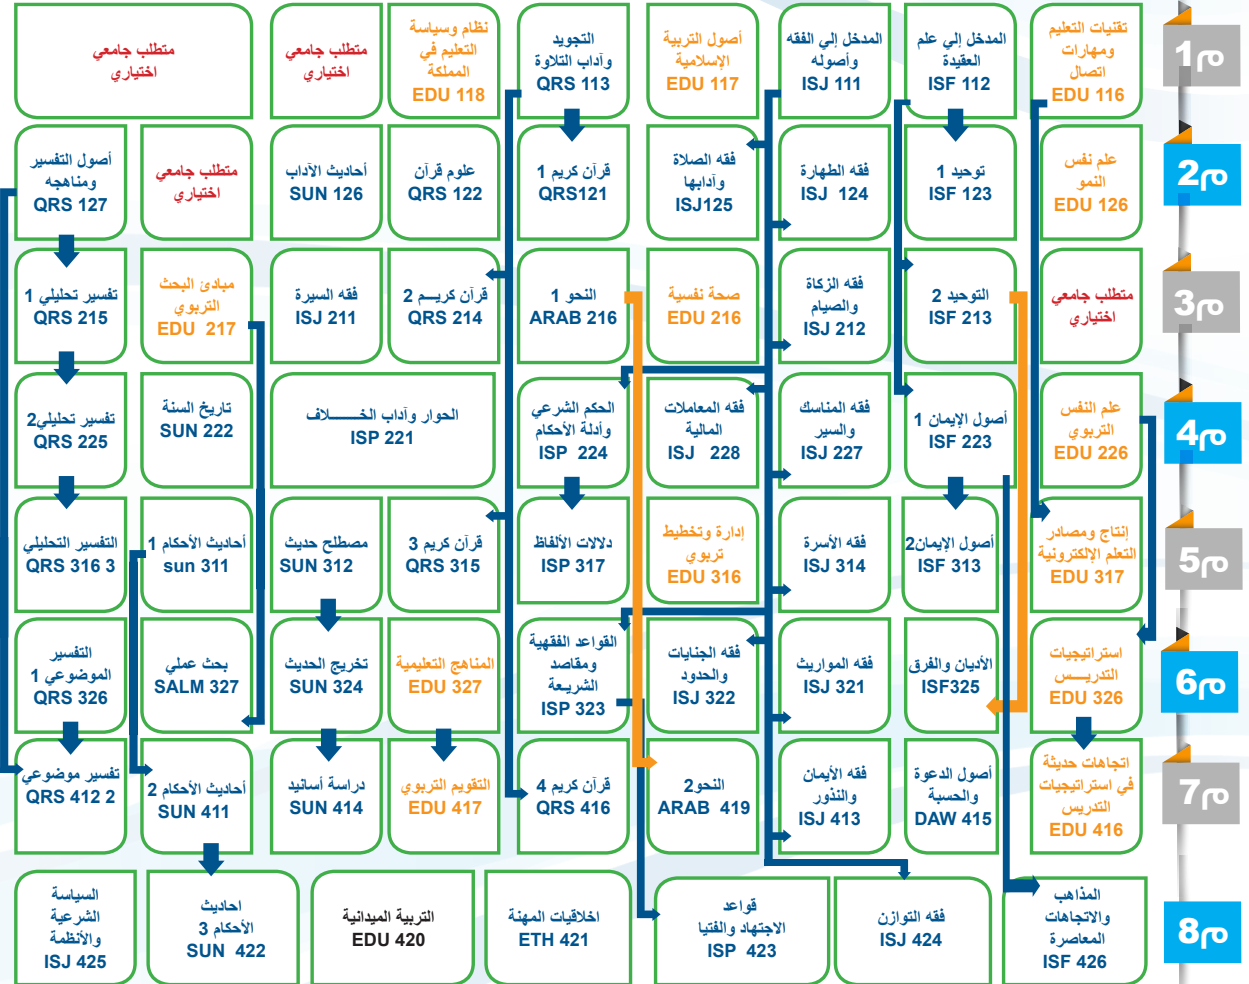 م1
تقنيات التعليم
ومهارات
اتصال
EDU 116
المدخل إلي علم
العقيدة
ISF 112
المدخل إلي الفقه
وأصوله
ISJ 111
أصول التربية
الإسلامية
EDU 117
التجويد
وآداب التلاوة
QRS 113
نظام وسياسة
التعليم في
المملكة
EDU 118
متطلب جامعي
اختياري
متطلب جامعي
اختياري
م2
علم نفس
النمو
EDU 126
توحيد 1
ISF 123
فقه الطهارة
ISJ 124
فقه الصلاة
وآدابها
ISJ125
قرآن كريم 1
QRS121
علوم قرآن
QRS 122
أحاديث الآداب
SUN 126
متطلب جامعي
اختياري
أصول التفسير
ومناهجه
QRS 127
م3
متطلب جامعي
اختياري
التوحيد 2
ISF 213
فقه الزكاة
والصيام
ISJ 212
صحة نفسية
EDU 216
النحو 1
ARAB 216
قرآن كريـــم 2
QRS 214
فقه السيرة
ISJ 211
مبادئ البحث
التربوي
EDU 217
تفسير تحليلي 1
QRS 215
م4
علم النفس
التربوي
EDU 226
أصول الإيمان 1
ISF 223
فقه المناسك
والسير
ISJ 227
فقه المعاملات
المالية
ISJ 228
الحكم الشرعي
وأدلة الأحكام
ISP 224
الحوار وآداب الخـــــــلاف
ISP 221
تاريخ السنة
SUN 222
تفسير تحليلي2
QRS 225
م5
إنتاج ومصادر
التعلم الإلكترونية
EDU 317
أصول الإيمان2
ISF 313
فقه الأسرة
ISJ 314
إدارة وتخطيط
تربوي
EDU 316
دلالات الألفاظ
ISP 317
قرآن كريم 3
QRS 315
مصطلح حديث
SUN 312
أحاديث الأحكام 1
sun 311
التفسير التحليلي
3 QRS 316
م6
استراتيجيات
التدريــــس
EDU 326
الأديان والفرق
ISF325
فقه المواريث
ISJ 321
فقه الجنايات
والحدود
ISJ 322
القواعد الفقهية
ومقاصد
الشريـعة
ISP 323
المناهج التعليمية
EDU 327
تخريج الحديث
SUN 324
بحث عملي
SALM 327
التفسير
الموضوعي 1
QRS 326
م7
اتجاهات حديثة
في استراتيجيات
التدريس
EDU 416
أصول الدعوة
والحسبة
DAW 415
فقه الأيمان
والنذور
ISJ 413
النحو2
ARAB 419
قرآن كريم 4
QRS 416
التقويم التربوي
EDU 417
دراسة أسانيد
SUN 414
أحاديث الأحكام 2
SUN 411
تفسير موضوعي
2 QRS 412
م8
المذاهب
والاتجاهات
المعاصرة
ISF 426
فقه التوازن
ISJ 424
قواعد
الاجتهاد والفتيا
ISP 423
اخلاقيات المهنة
ETH 421
التربية الميدانية
EDU 420
احاديث
الأحكام 3
SUN 422
السياسة
الشرعية
والأنظمة
ISJ 425